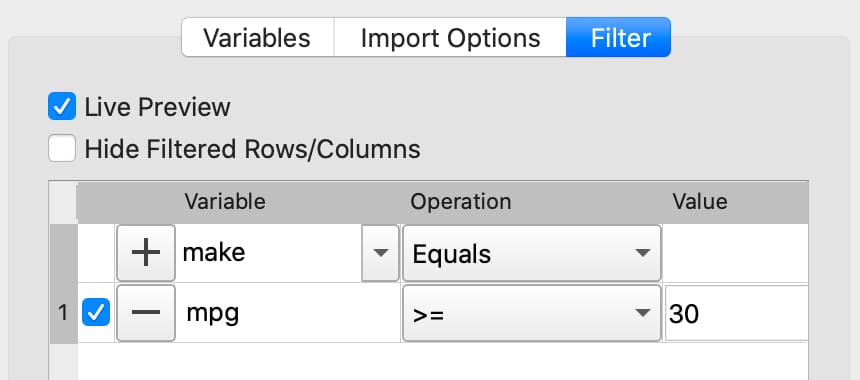 Variables Import Options Filter
Live Preview
Hide Filtered Rows/Columns
Variable Operation Value
make Equals
1 mpg >= 30